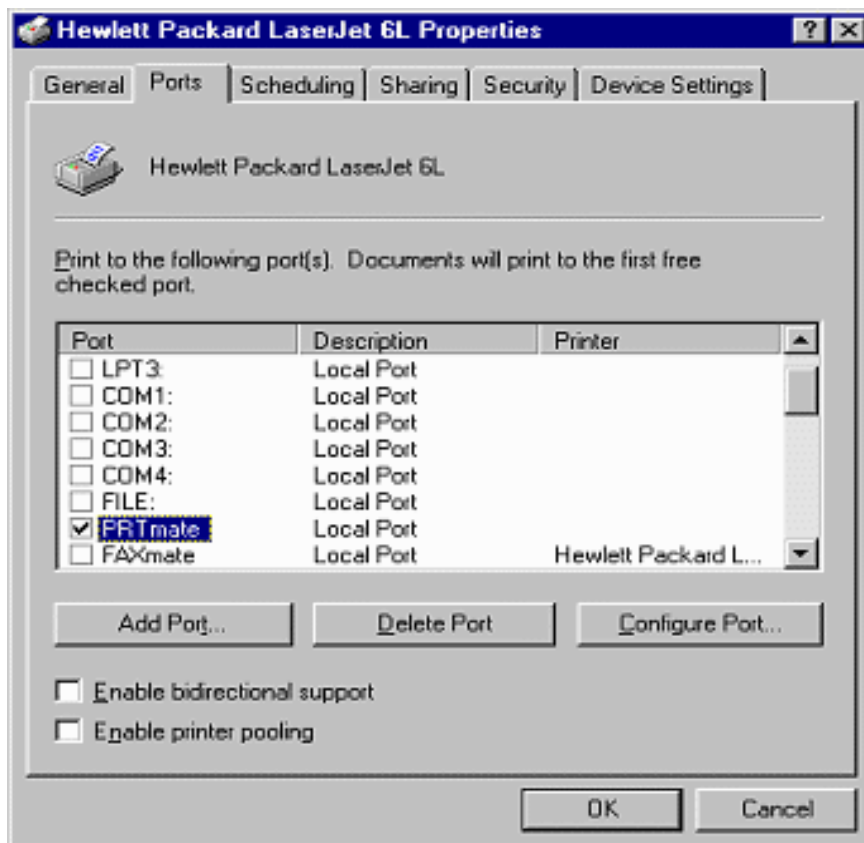 Hewlett Packard LaserJet 6L Properties
General Ports Scheduling Sharing Security Device Settings
Hewlett Packard LaserJet 6L
Print to the following port(s). Documents will print to the first free
checked port.
Port Description Printer
LPT3: Local Port
COM1: Local Port
COM2: Local Port
COM3: Local Port
COM4: Local Port
FILE: Local Port
PRTmate Local Port
FAXmate Local Port Hewlett Packard L...
Add Port... Delete Port Configure Port...
Enable bidirectional support
Enable printer pooling
OK Cancel